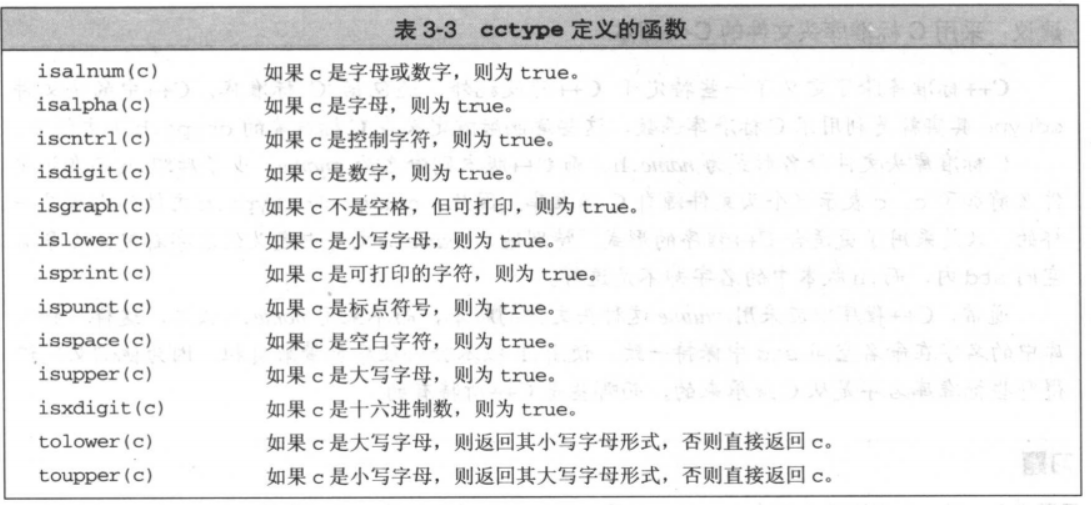 表 3-3 cctype 定义的函数
isalnum(c) 如果 c 是字母或数字，则为 true。
isalpha(c) 如果 c 是字母，则为 true。
iscntrl(c) 如果 c 是控制字符，则为 true。
isdigit(c) 如果 c 是数字，则为 true。
isgraph(c) 如果 c 不是空格，但可打印，则为 true。
islower(c) 如果 c 是小写字母，则为 true。
isprint(c) 如果 c 是可打印的字符，则为 true。
ispunct(c) 如果 c 是标点符号，则为 true。
isspace(c) 如果 c 是空白字符，则为 true。
isupper(c) 如果 c 是大写字母，则为 true。
isxdigit(c) 如果 c 是十六进制数，则为 true。
tolower(c) 如果 c 是大写字母，则返回其小写字母形式，否则直接返回 c。
toupper(c) 如果 c 是小写字母，则返回其大写字母形式，否则直接返回 c。